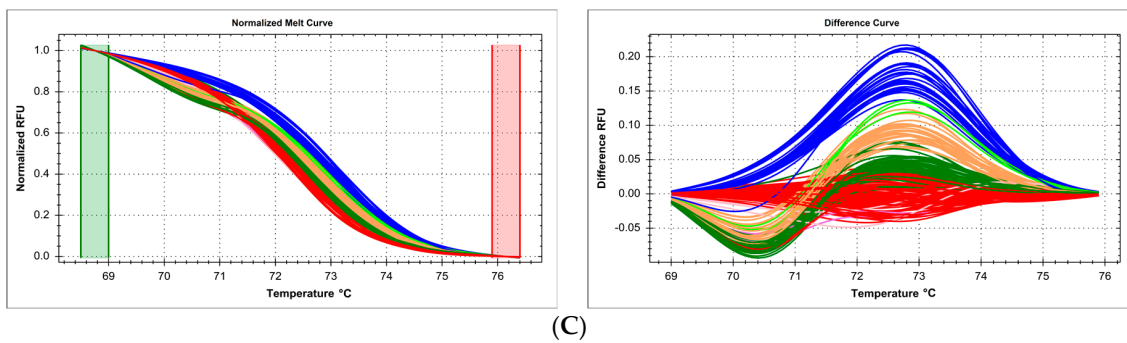 Normalized Melt Curve
Normalized RFU
1.0
0.8
0.6
0.4
0.2
0.0
69 70 71 72 73 74 75 76
Temperature °C
Difference Curve
Difference RFU
0.20
0.15
0.10
0.05
0.00
-0.05
69 70 71 72 73 74 75 76
Temperature °C
(C)